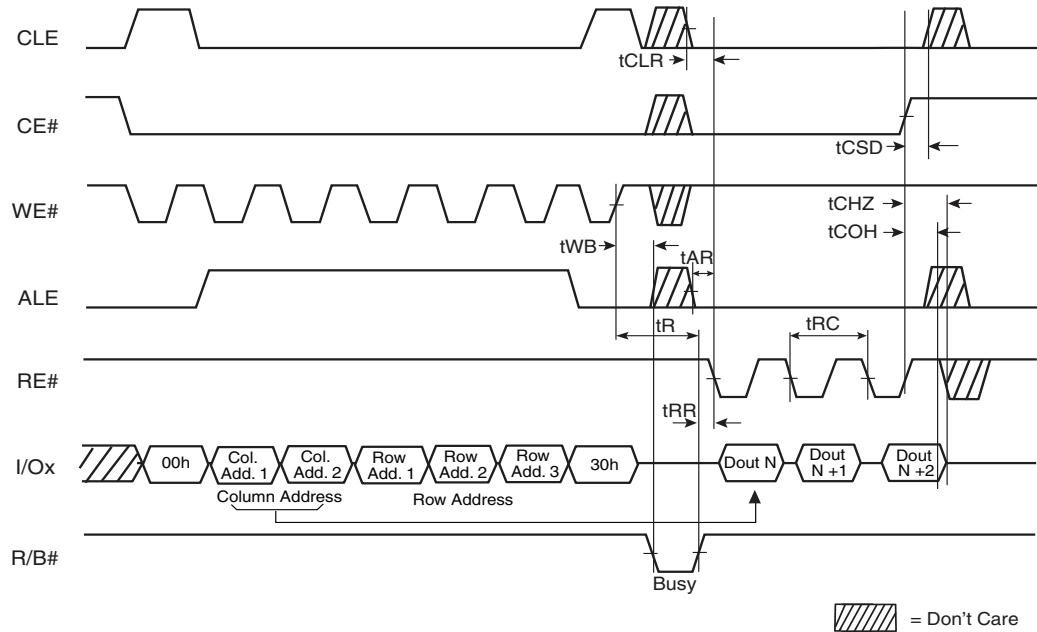 CLE
tCLR
CE#
tCSD
WE#
tCHZ
tCOH
tWB
tAR
ALE
tR
tRC
RE#
tRR
I/Ox
00h
Col.
Add. 1
Col.
Add. 2
Row
Add. 1
Row
Add. 2
Row
Add. 3
30h
Dout N
Dout
N +1
Dout
N +2
Column Address
Row Address
R/B#
Busy
= Don't Care